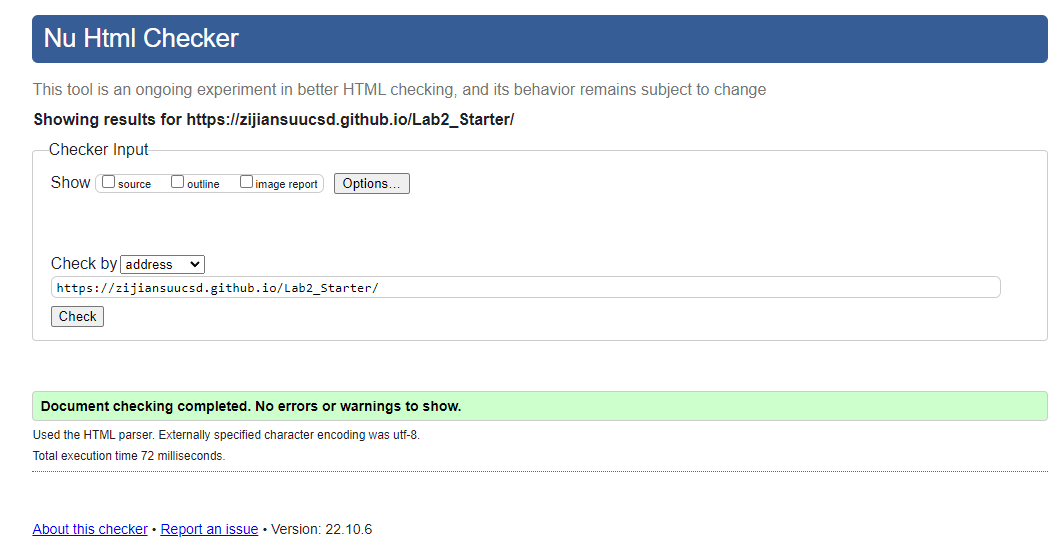 Nu Html Checker
This tool is an ongoing experiment in better HTML checking, and its behavior remains subject to change
Showing results for https://zijiansuucsd.github.io/Lab2_Starter/
Checker Input
Show source outline image report Options...
Check by address
https://zijiansuucsd.github.io/Lab2_Starter/
Check
Document checking completed. No errors or warnings to show.
Used the HTML parser. Externally specified character encoding was utf-8.
Total execution time 72 milliseconds.
About this checker • Report an issue • Version: 22.10.6